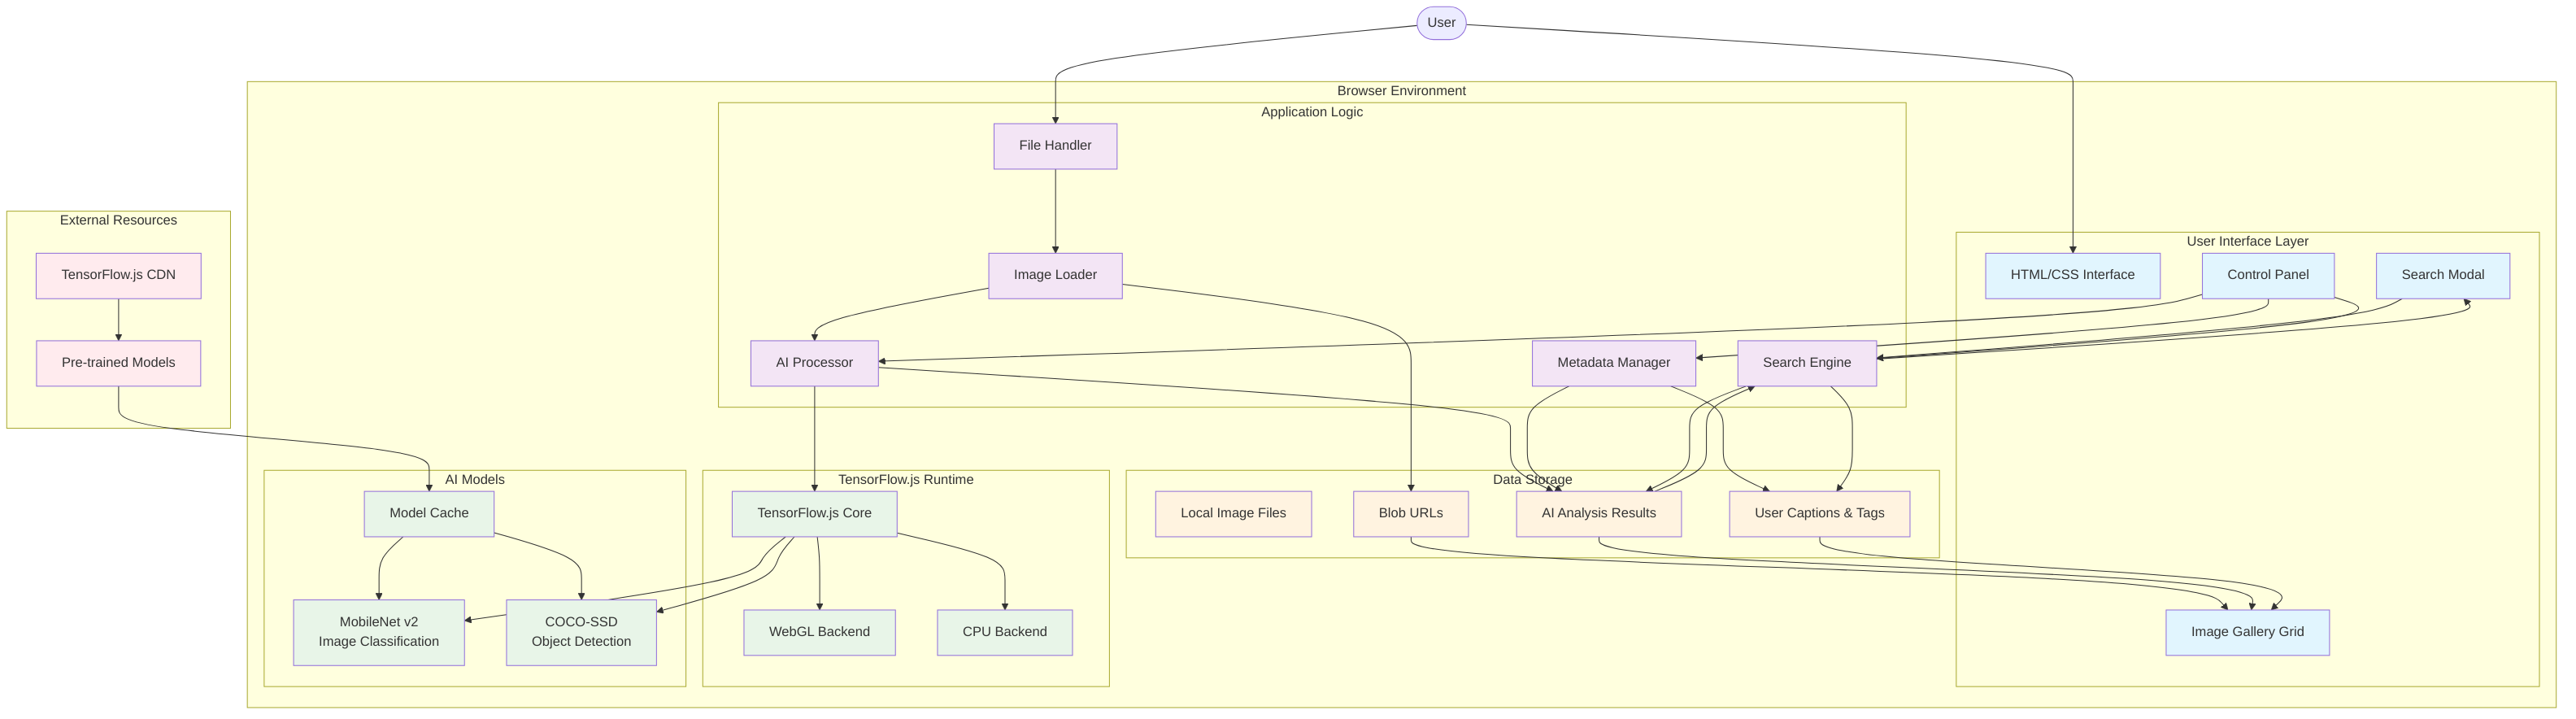 User
Browser Environment
Application Logic
File Handler
External Resources
User Interface Layer
TensorFlow.js CDN
Image Loader
HTML/CSS Interface
Control Panel
Search Modal
Pre-trained Models
AI Processor
Metadata Manager
Search Engine
AI Models
TensorFlow.js Runtime
Data Storage
Model Cache
TensorFlow.js Core
Local Image Files
Blob URLs
AI Analysis Results
User Captions & Tags
MobileNet v2
Image Classification
COCO-SSD
Object Detection
WebGL Backend
CPU Backend
Image Gallery Grid